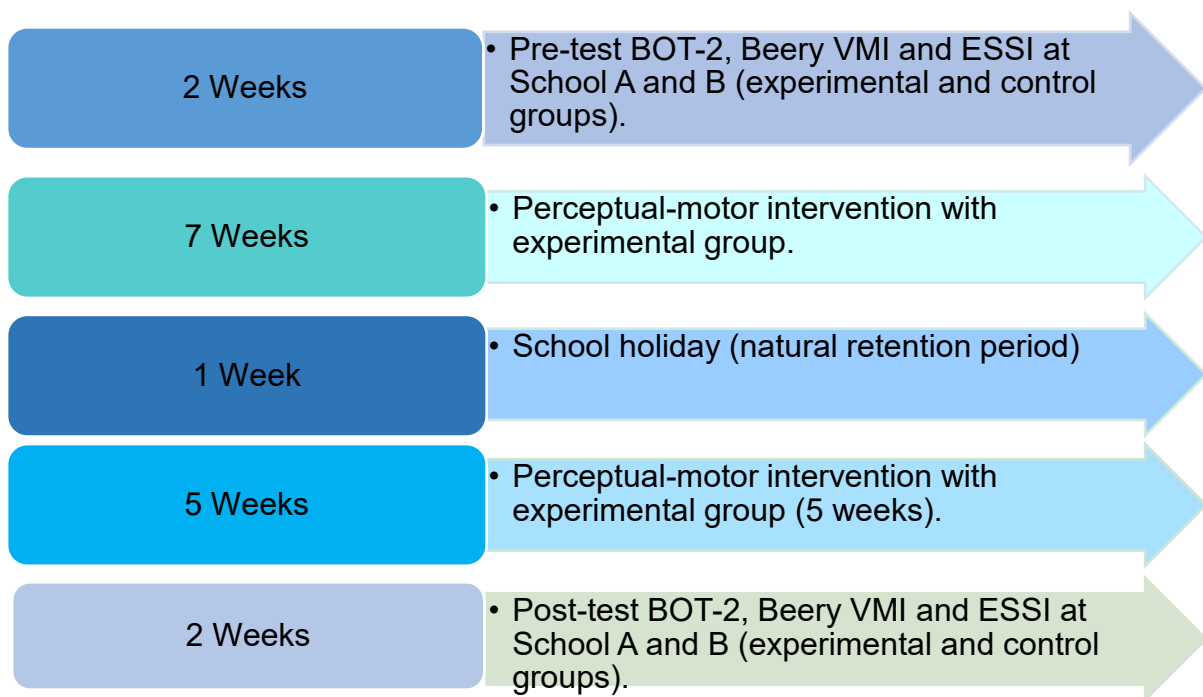 2 Weeks
• Pre-test BOT-2, Beery VMI and ESSI at
School A and B (experimental and control
groups).
7 Weeks
• Perceptual-motor intervention with
experimental group.
1 Week
• School holiday (natural retention period)
5 Weeks
• Perceptual-motor intervention with
experimental group (5 weeks).
2 Weeks
• Post-test BOT-2, Beery VMI and ESSI at
School A and B (experimental and control
groups).